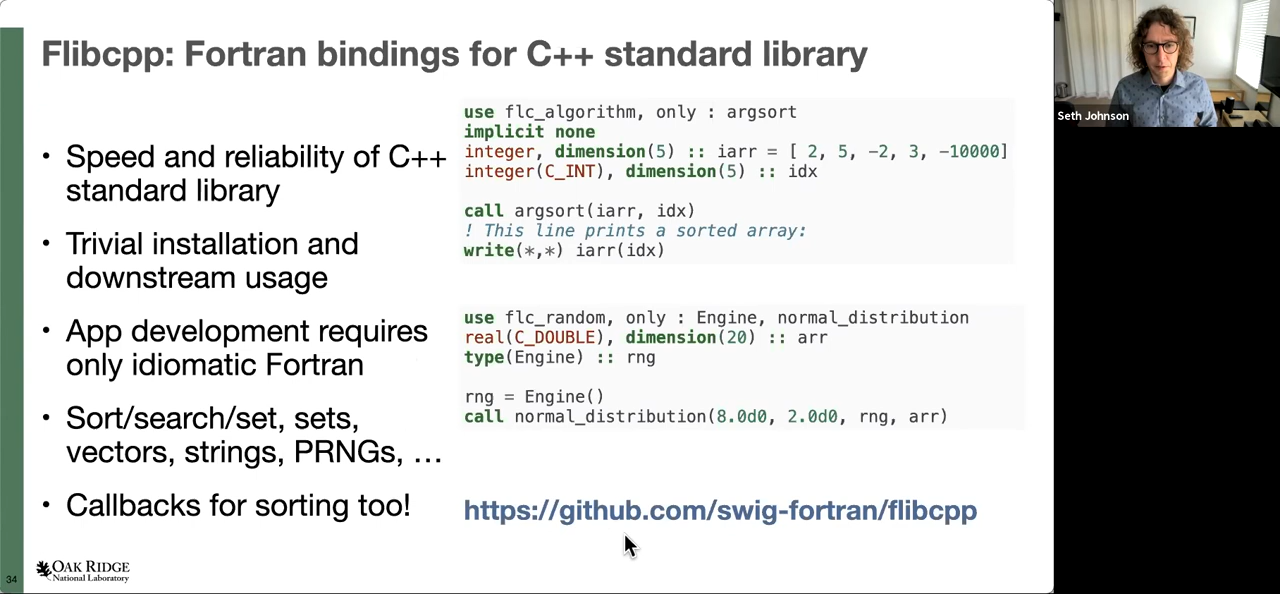 Flibcpp: Fortran bindings for C++ standard library
• Speed and reliability of C++
standard library
• Trivial installation and
downstream usage
• App development requires
only idiomatic Fortran
• Sort/search/set, sets,
vectors, strings, PRNGs, …
• Callbacks for sorting too!
use flc_algorithm, only : argsort
implicit none
integer, dimension(5) :: iarr = [ 2, 5, -2, 3, -10000]
integer(C_INT), dimension(5) :: idx
call argsort(iarr, idx)
! This line prints a sorted array:
write(*,*) iarr(idx)
use flc_random, only : Engine, normal_distribution
real(C_DOUBLE), dimension(20) :: arr
type(Engine) :: rng
rng = Engine()
call normal_distribution(8.0d0, 2.0d0, rng, arr)
https://github.com/swig-fortran/flibcpp
34
OAK RIDGE
National Laboratory
Seth Johnson